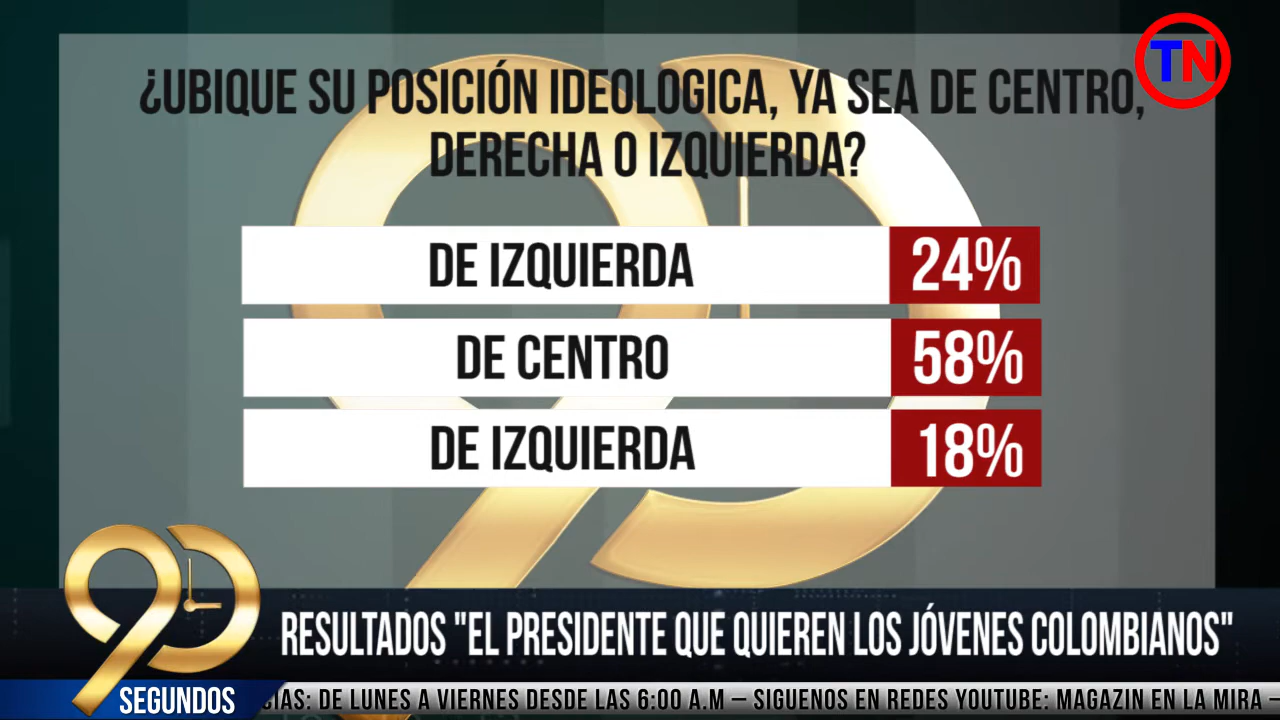 TN
¿UBIQUE SU POSICIÓN IDEOLOGICA, YA SEA DE CENTRO,
DERECHA O IZQUIERDA?
DE IZQUIERDA 24%
DE CENTRO 58%
DE IZQUIERDA 18%
90
RESULTADOS "EL PRESIDENTE QUE QUIEREN LOS JÓVENES COLOMBIANOS"
SEGUNDOS
: DE LUNES A VIERNES DESDE LAS 6:00 A.M – SIGUENOS EN REDES YOUTUBE: MAGAZIN EN LA MIRA –